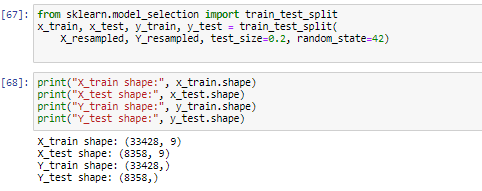 [67]: from sklearn.model_selection import train_test_split
x_train, x_test, y_train, y_test = train_test_split(
X_resampled, Y_resampled, test_size=0.2, random_state=42)
[68]: print("X_train shape:", x_train.shape)
print("X_test shape:", x_test.shape)
print("Y_train shape:", y_train.shape)
print("Y_test shape:", y_test.shape)
X_train shape: (33428, 9)
X_test shape: (8358, 9)
Y_train shape: (33428,)
Y_test shape: (8358,)